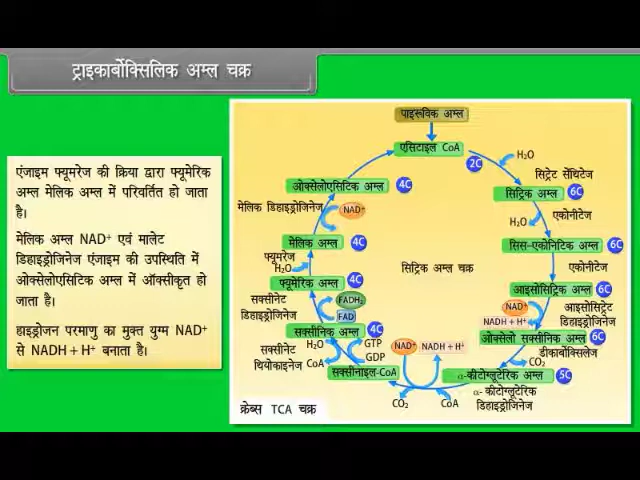 ट्राइकार्बोक्सिलिक अम्ल चक्र
एंजाइम फ्यूमरेज की क्रिया द्वारा फ्यूमेरिक
अम्ल मेलिक अम्ल में परिवर्तित हो जाता
है।
मेलिक अम्ल NAD⁺ एवं मालेट
डिहाइड्रोजिनेज एंजाइम की उपस्थिति में
ओक्सेलोएसिटिक अम्ल में ऑक्सीकृत हो
जाता है।
हाइड्रोजन परमाणु का मुक्त युग्म NAD⁺
से NADH + H⁺ बनाता है।
पाइरूविक अम्ल
एसिटाइल CoA
2C
H₂O
सिट्रेट सेंथिटेज
सिट्रिक अम्ल
6C
H₂O
एकोनीटेज
सिस-एकोनिटिक अम्ल
6C
एकोनीटेज
आइसोसिट्रिक अम्ल
6C
NAD⁺
NADH + H⁺
आइसोसिट्रेट
डिहाइड्रोजिनेज
ओक्सेलो सक्सीनिक अम्ल
6C
डीकार्बोक्सिलेज
CO₂
α-कीटोग्लूटेरिक अम्ल
5C
α- कीटोग्लूटेरिक
डिहाइड्रोजिनेज
NAD⁺
NADH + H⁺
CO₂
CoA
सक्सीनाइल-CoA
सक्सीनेट
थियोकाइनेज
H₂O
CoA
GTP
GDP
सक्सीनिक अम्ल
4C
सक्सीनेट
डिहाइड्रोजिनेज
FADH₂
FAD
फ्यूमेरिक अम्ल
4C
फ्यूमरेज
H₂O
मेलिक अम्ल
4C
मेलिक डिहाइड्रोजिनेज
NAD⁺
ओक्सेलोएसिटिक अम्ल
4C
सिट्रिक अम्ल चक्र
क्रेब्स TCA चक्र